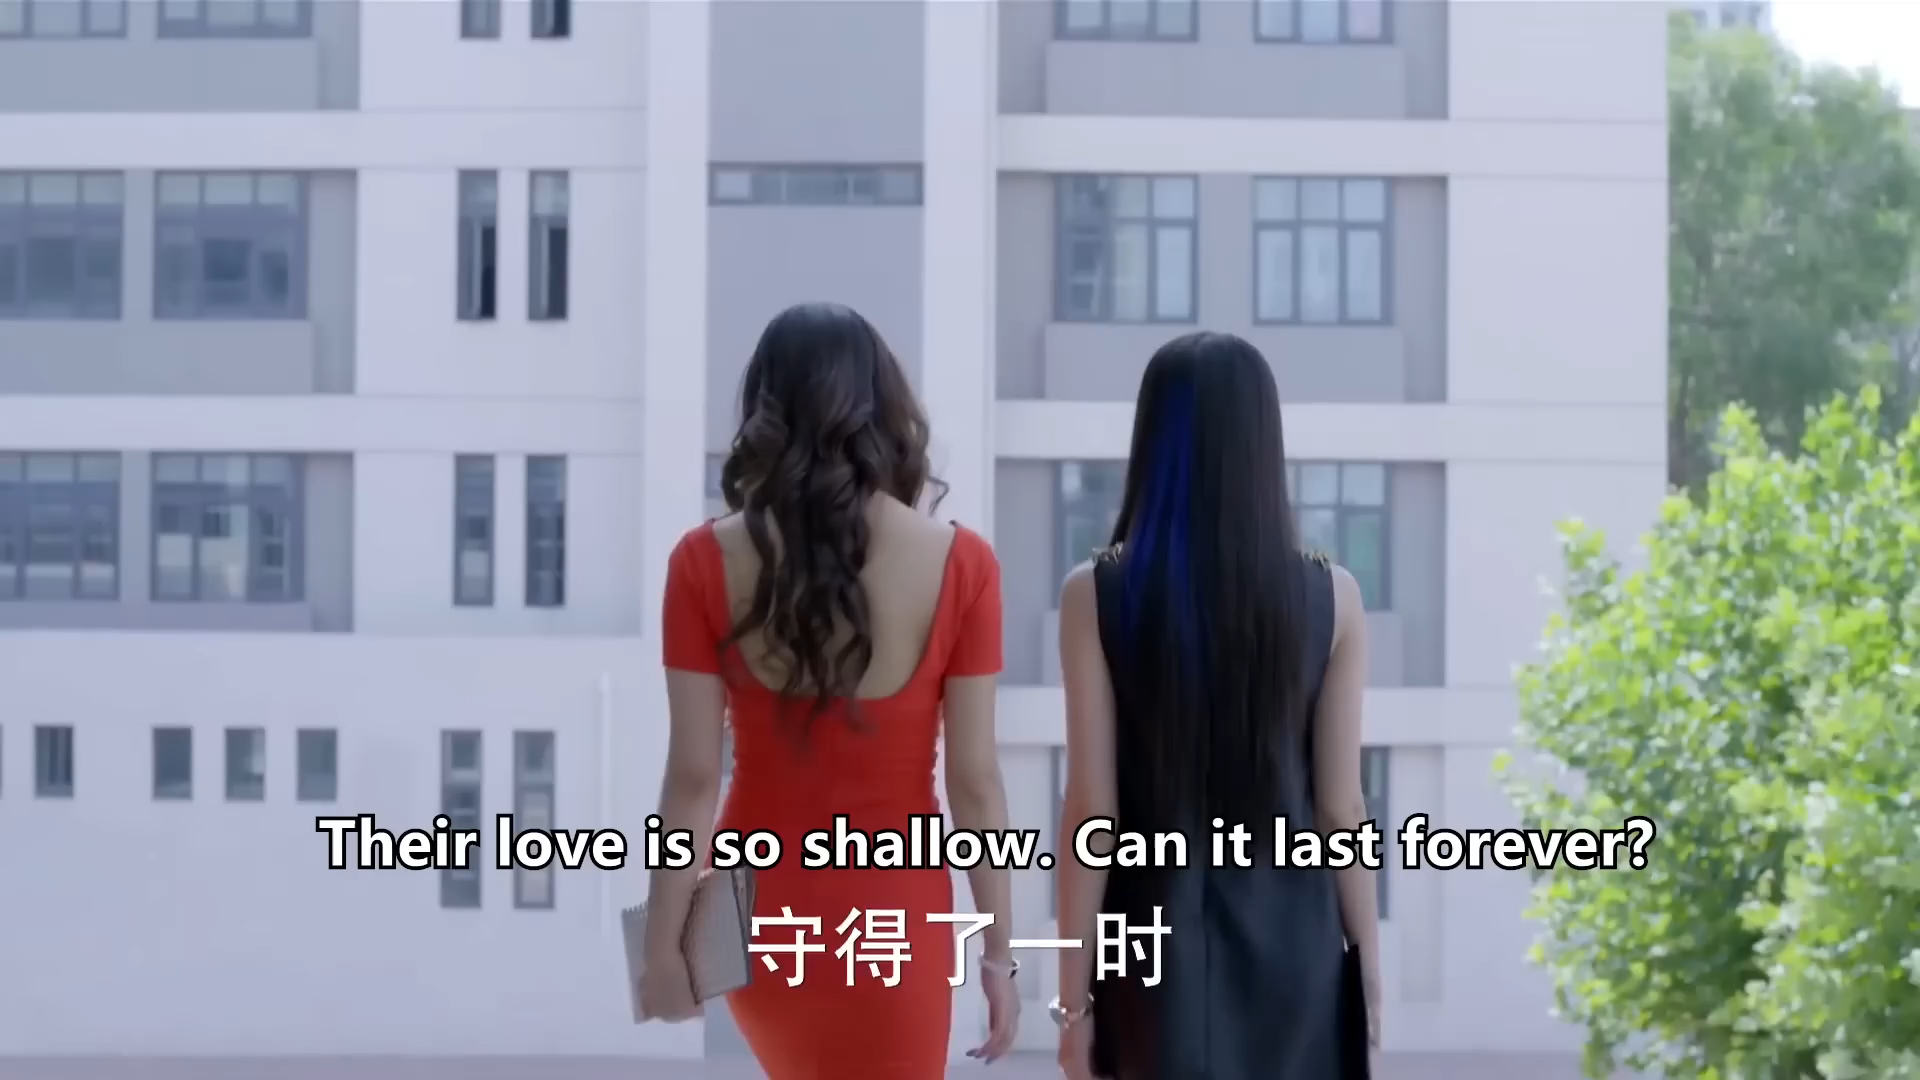 Their love is so shallow. Can it last forever?
守得了一时